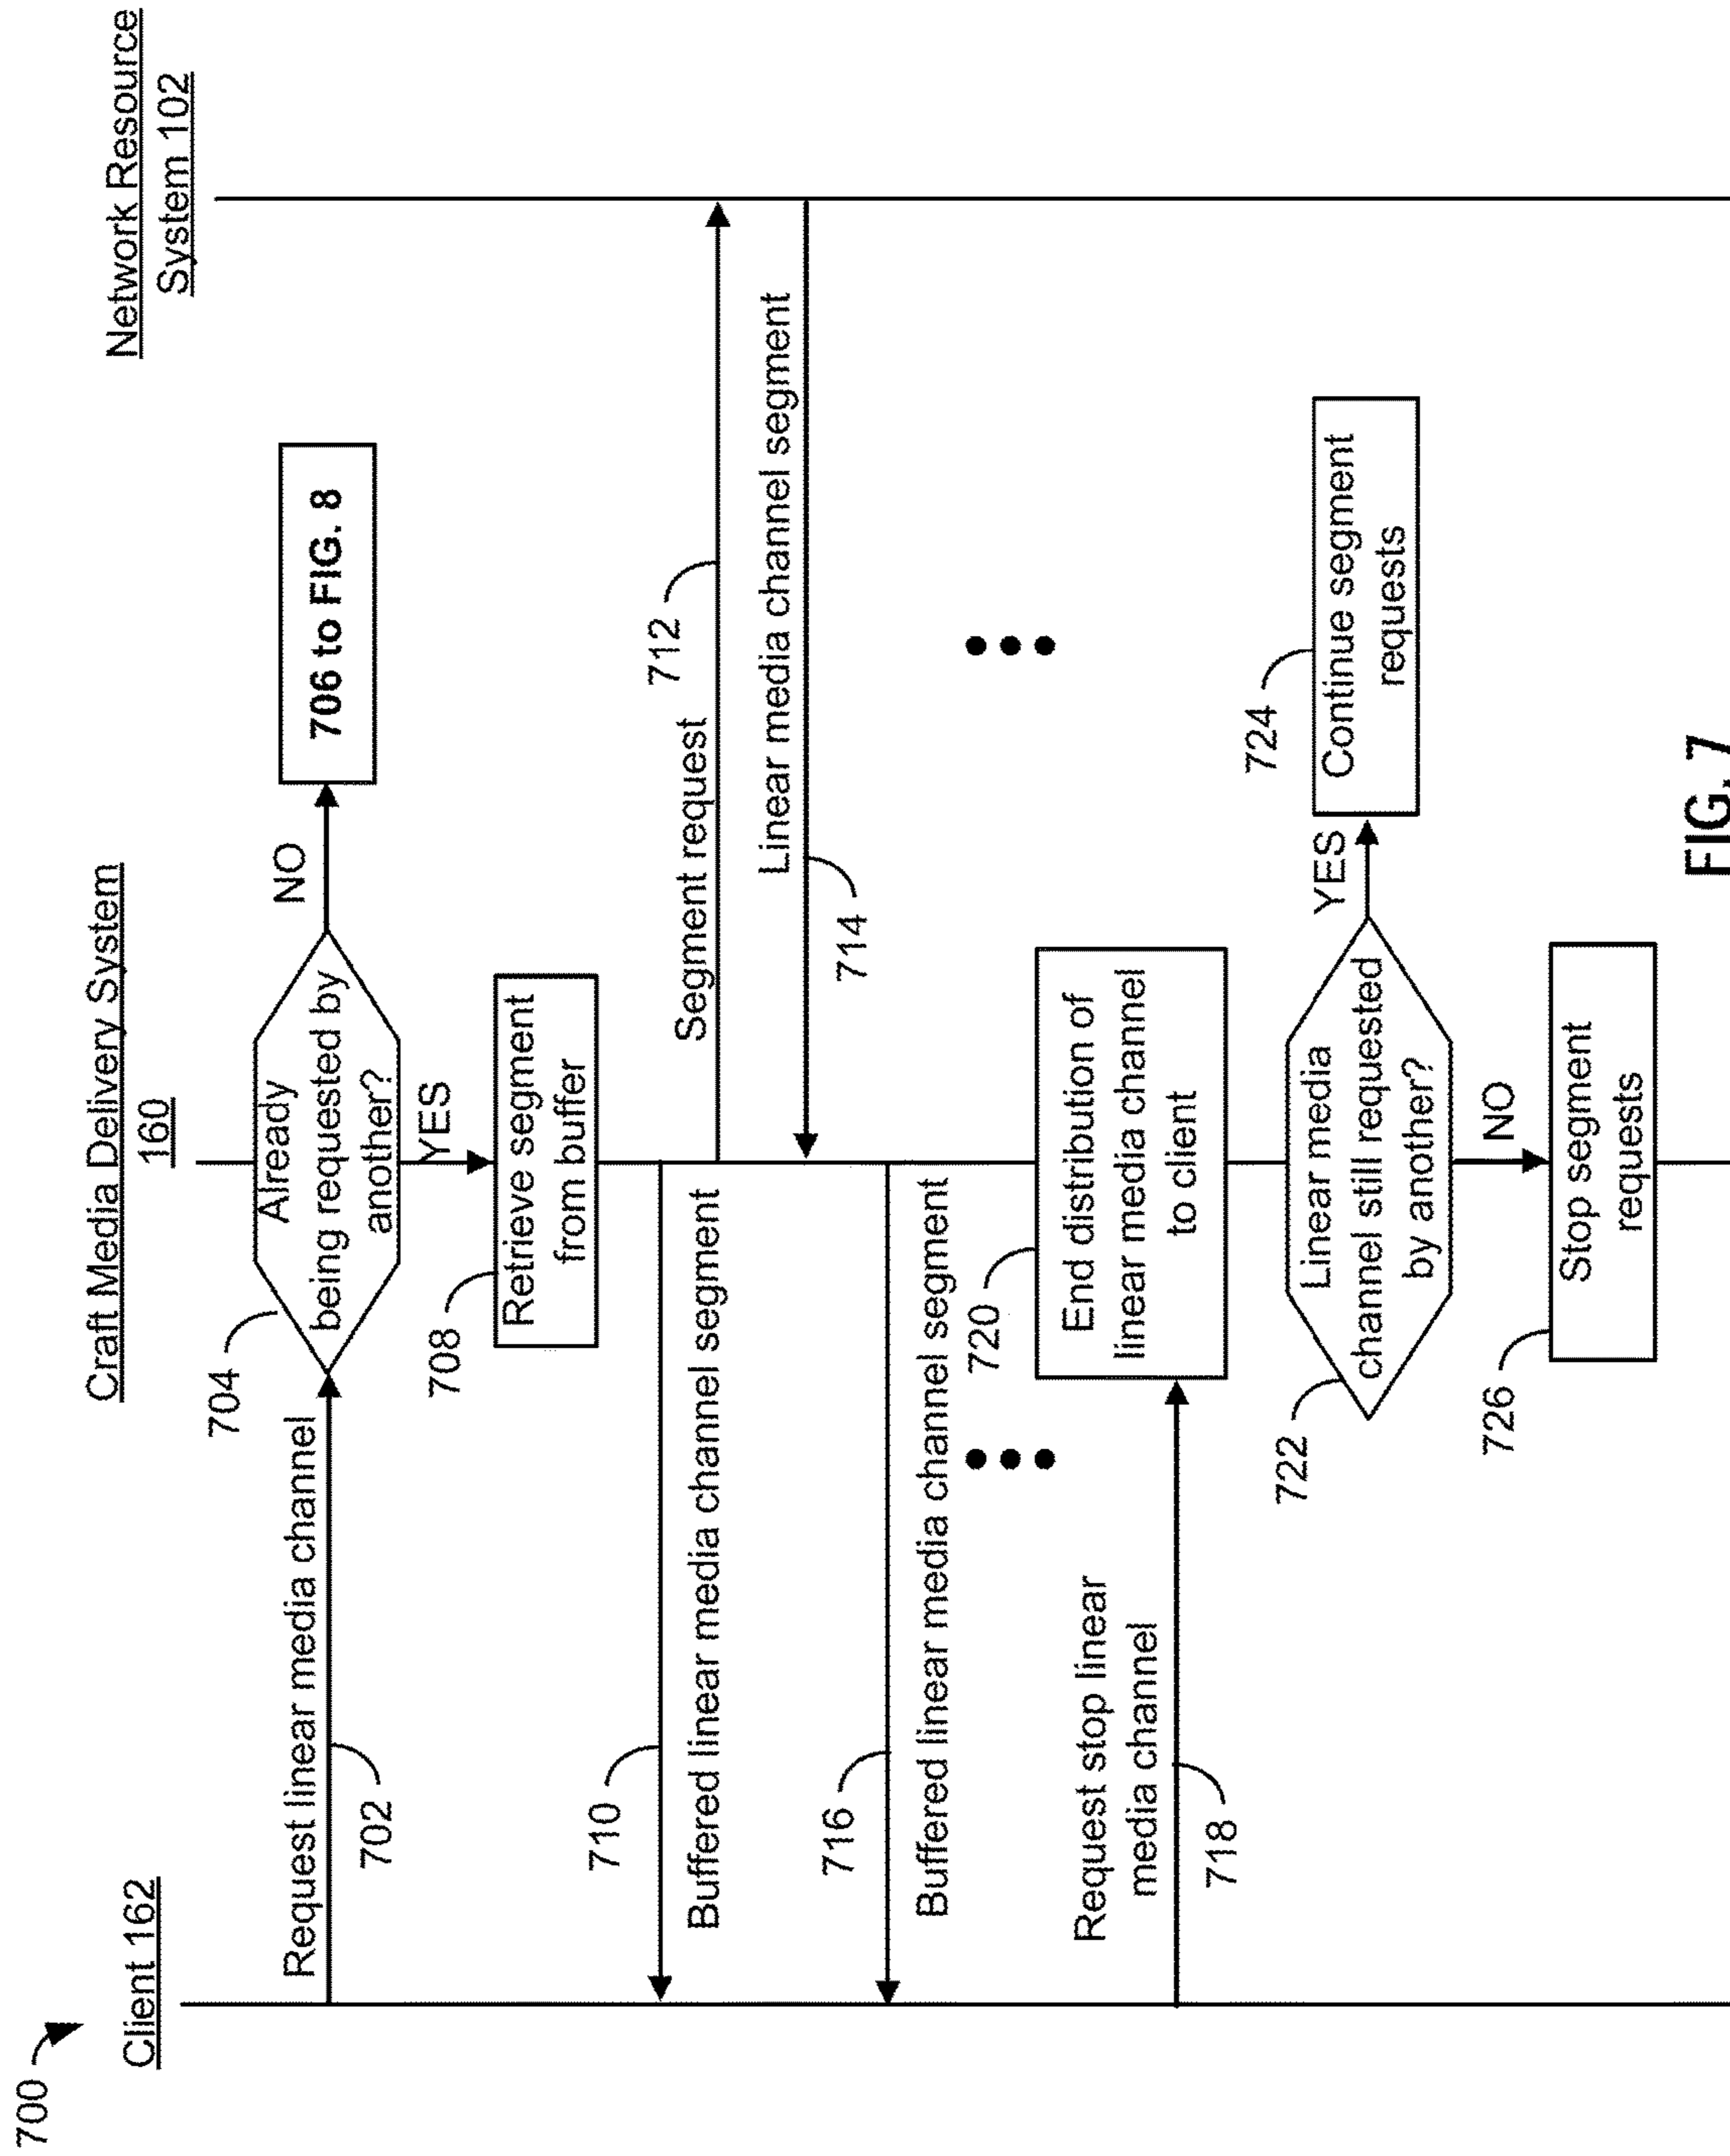 700
Client 162
Craft Media Delivery System
160
Network Resource
System 102
Request linear media channel
702
704
Already
being requested by
another?
NO
706 to FIG. 8
YES
708
Retrieve segment
from buffer
710
Buffered linear media channel segment
Segment request
712
Linear media channel segment
714
716
Buffered linear media channel segment
Request stop linear
media channel
718
720
End distribution of
linear media channel
to client
722
Linear media
channel still requested
by another?
YES
724
Continue segment
requests
NO
726
Stop segment
requests
FIG. 7